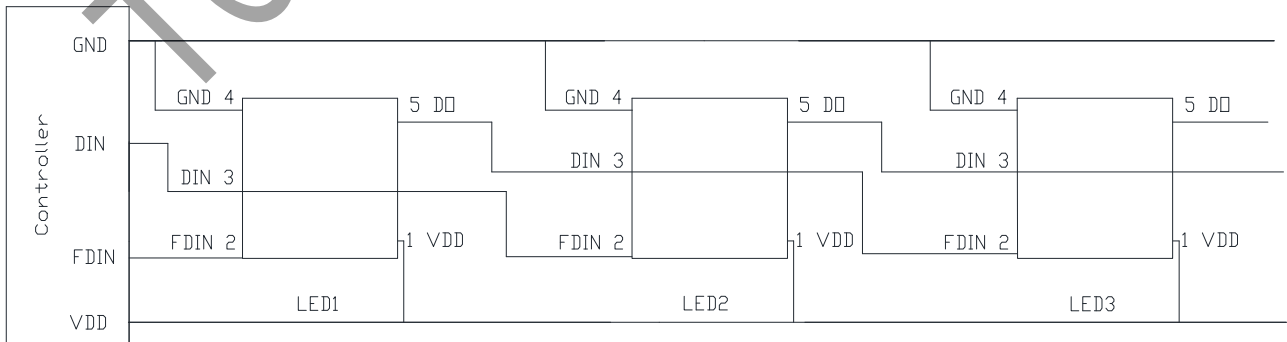 GND
GND 4
5 DO
GND 4
5 DO
GND 4
5 DO
DIN
DIN 3
DIN 3
DIN 3
Controller
FDIN 2
1 VDD
FDIN 2
1 VDD
FDIN 2
1 VDD
FDIN
LED1
LED2
LED3
VDD